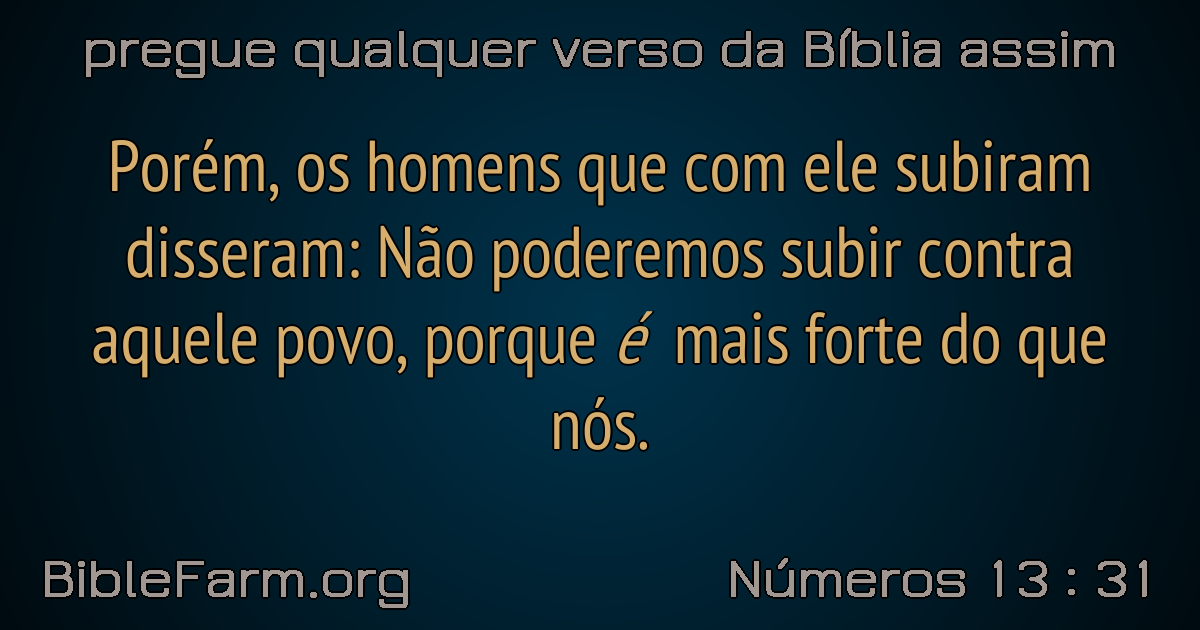 pregue qualquer verso da Bíblia assim
Porém, os homens que com ele subiram
disseram: Não poderemos subir contra
aquele povo, porque é mais forte do que
nós.
BibleFarm.org
Números 13 : 31